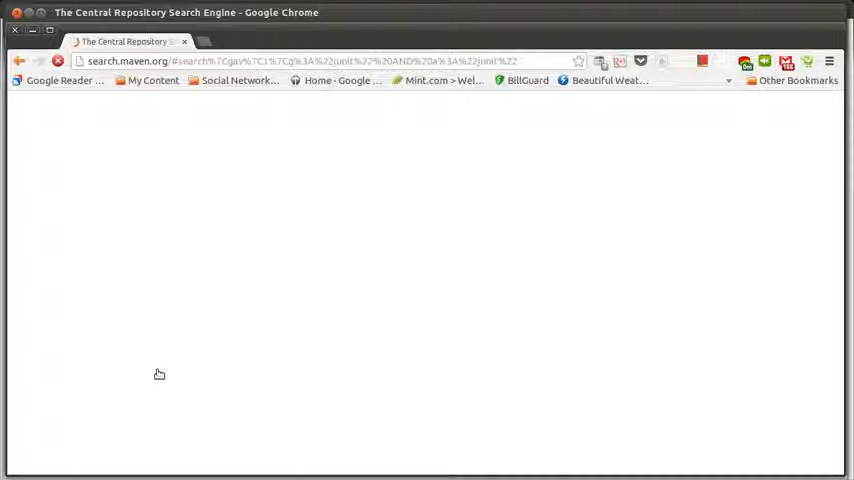 The Central Repository Search Engine - Google Chrome
The Central Repository Se
search.maven.org/#search%7Cgav%7C1%7Cg%3A%22junit%22%20AND%20a%3A%22junit%22
Google Reader ... My Content Social Network... Home - Google ... Mint.com > Wel... BillGuard Beautiful Weat... Other Bookmarks